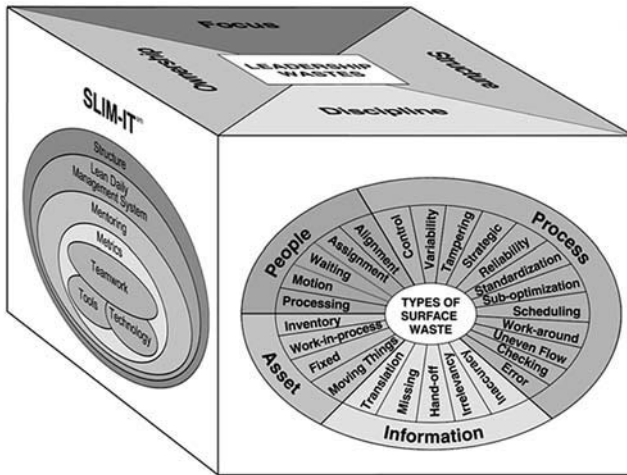 Focus
Ownership
LEADERSHIP
WASTES
Structure
Discipline
SLIM-IT℠
Structure
Lean Daily
Management System
Mentoring
Metrics
Teamwork
Tools
Technology
TYPES OF
SURFACE
WASTE
People
Processing
Motion
Waiting
Assignment
Alignment
Process
Control
Variability
Tampering
Strategic
Reliability
Standardization
Sub-optimization
Scheduling
Work-around
Uneven Flow
Checking
Error
Information
Inaccuracy
Irrelevancy
Hand-off
Missing
Translation
Asset
Moving Things
Fixed
Work-in-process
Inventory